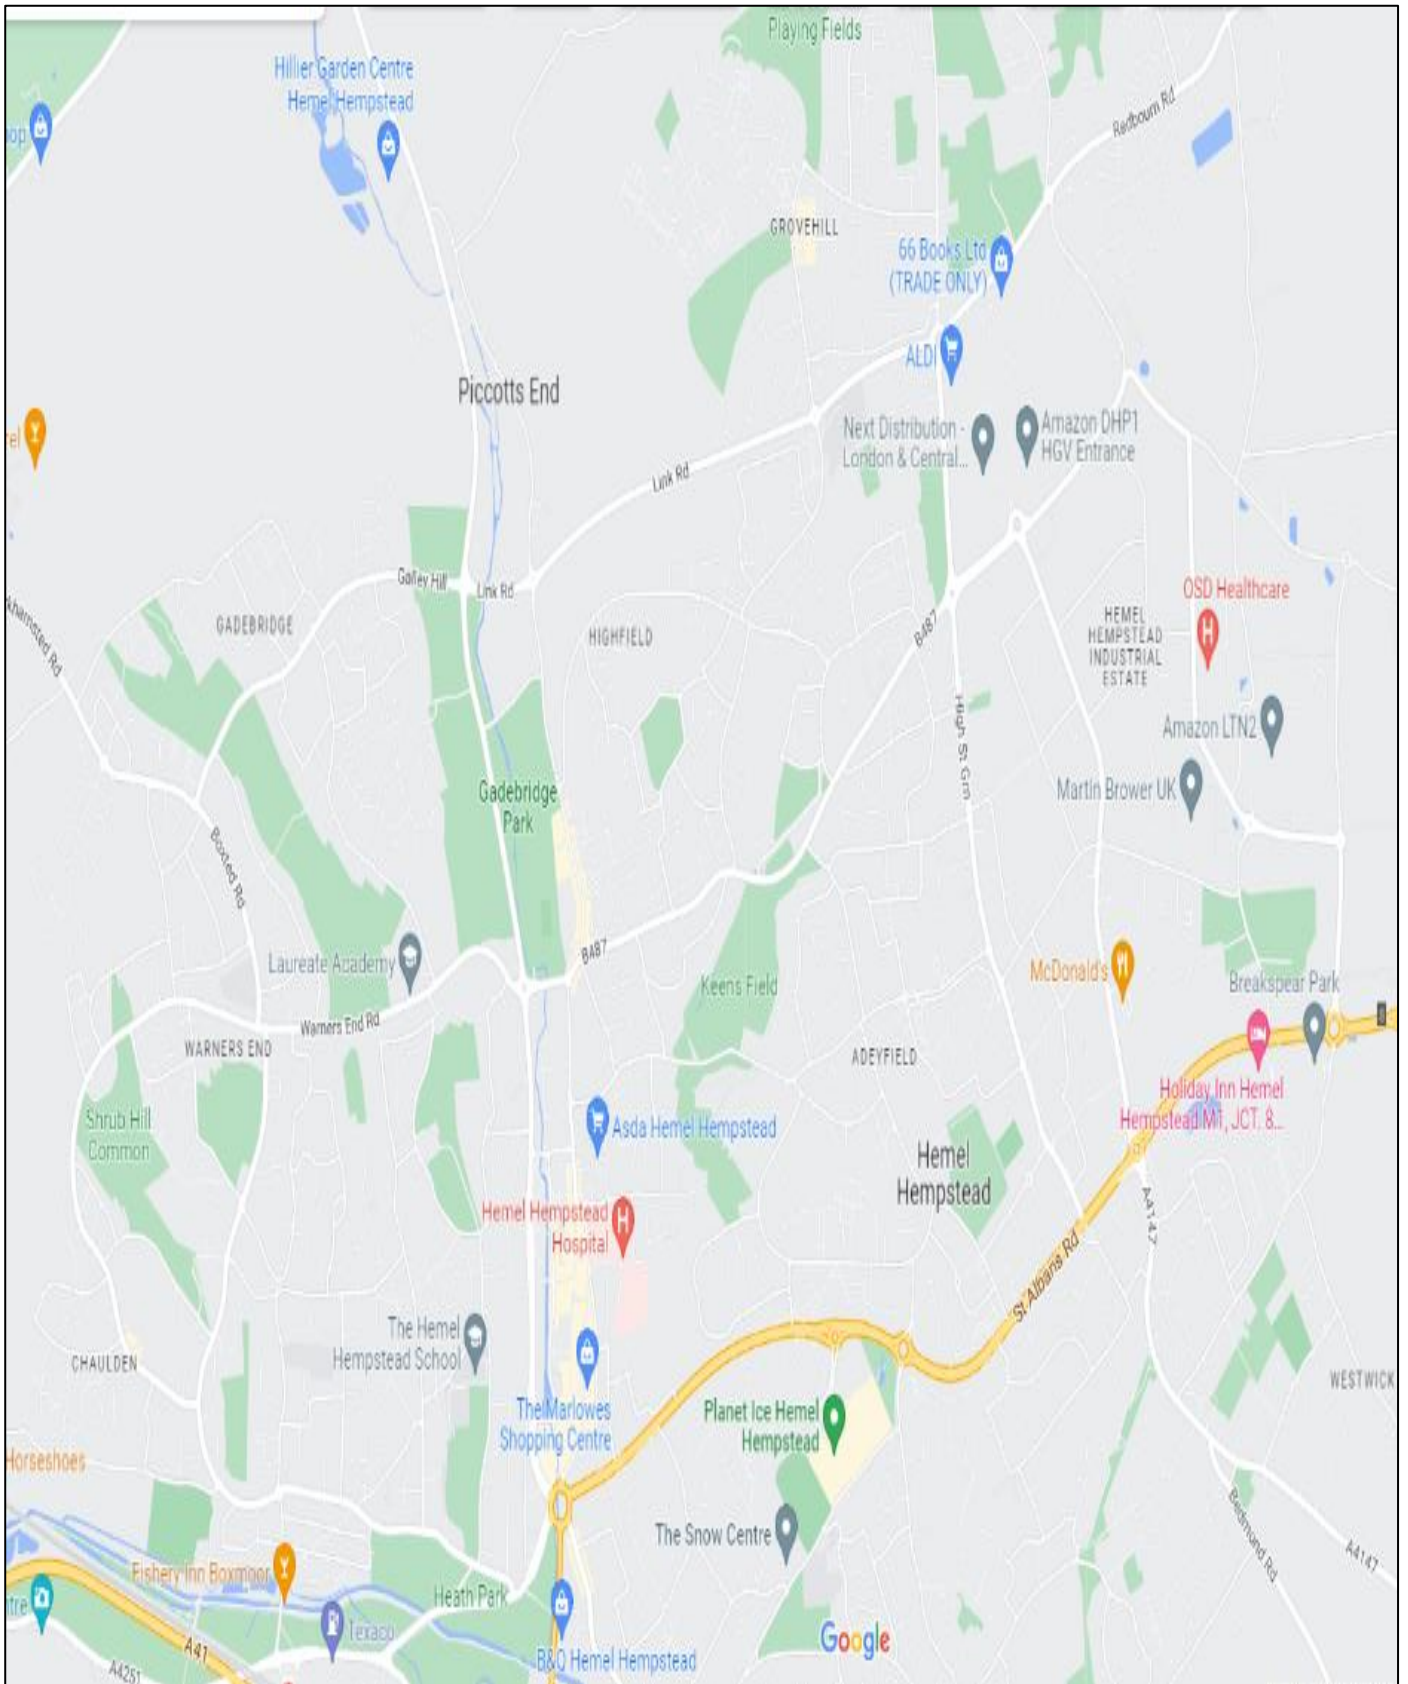 Playing Fields
Hillier Garden Centre
Hemel Hempstead
op
Redbourn Rd
GROVEHILL
66 Books Ltd
(TRADE ONLY)
ALDI
Piccotts End
el
Next Distribution -
London & Central...
Amazon DHP1
HGV Entrance
Link Rd
Galley Hill
Link Rd
OSD Healthcare
khamsted Rd
GADEBRIDGE
HIGHFIELD
B487
HEMEL
HEMPSTEAD
INDUSTRIAL
ESTATE
High St Grn
Amazon LTN2
Martin Brower UK
Gadebridge
Park
Boxted Rd
B487
Laureate Academy
Keens Field
McDonald's
Breakspear Park
Warners End Rd
WARNERS END
ADEYFIELD
Holiday Inn Hemel
Hempstead M1, JCT. 8...
Shrub Hill
Common
Asda Hemel Hempstead
Hemel
Hempstead
Hemel Hempstead
Hospital
A4147
St Albans Rd
The Hemel
Hempstead School
CHAULDEN
WESTWICK
The Marlowes
Shopping Centre
Planet Ice Hemel
Hempstead
Horseshoes
The Snow Centre
Bedmond Rd
A4147
Fishery Inn Boxmoor
Heath Park
tre
Texaco
A41
Google
B&Q Hemel Hempstead
A4251